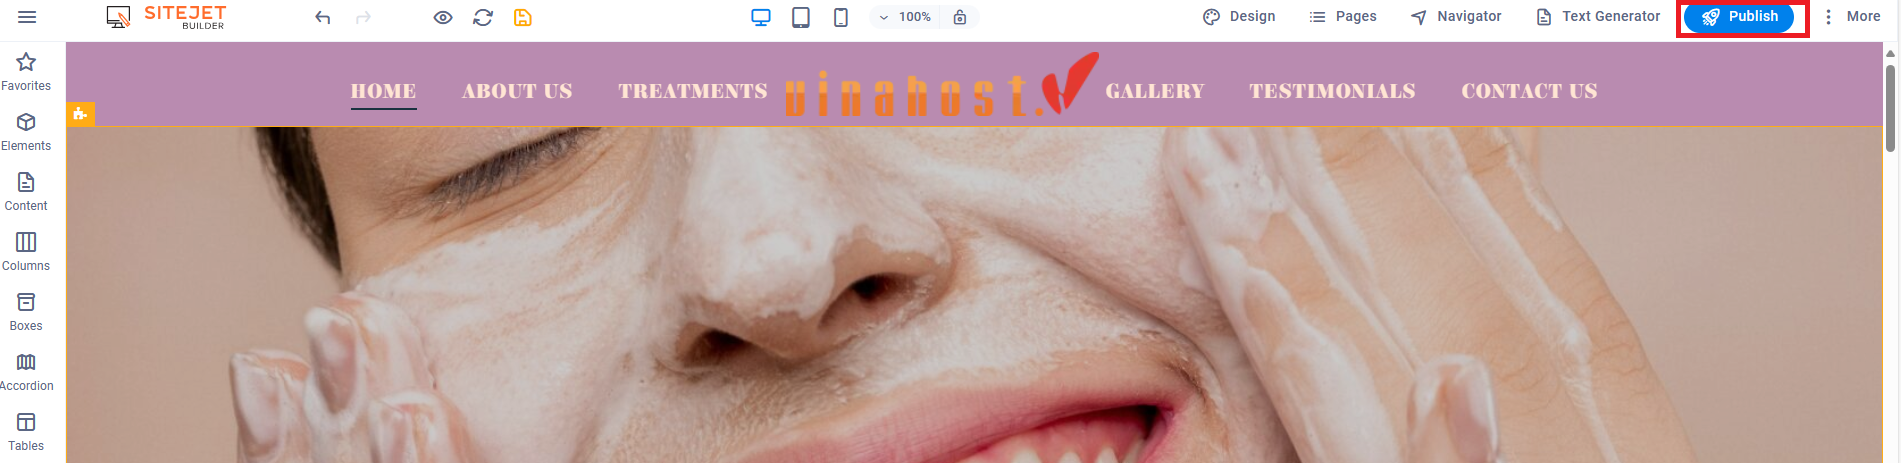 SITEJET
BUILDER
100%
Design
Pages
Navigator
Text Generator
Publish
More
Favorites
Elements
Content
Columns
Boxes
Accordion
Tables
HOME
ABOUT US
TREATMENTS
vinahost.
GALLERY
TESTIMONIALS
CONTACT US